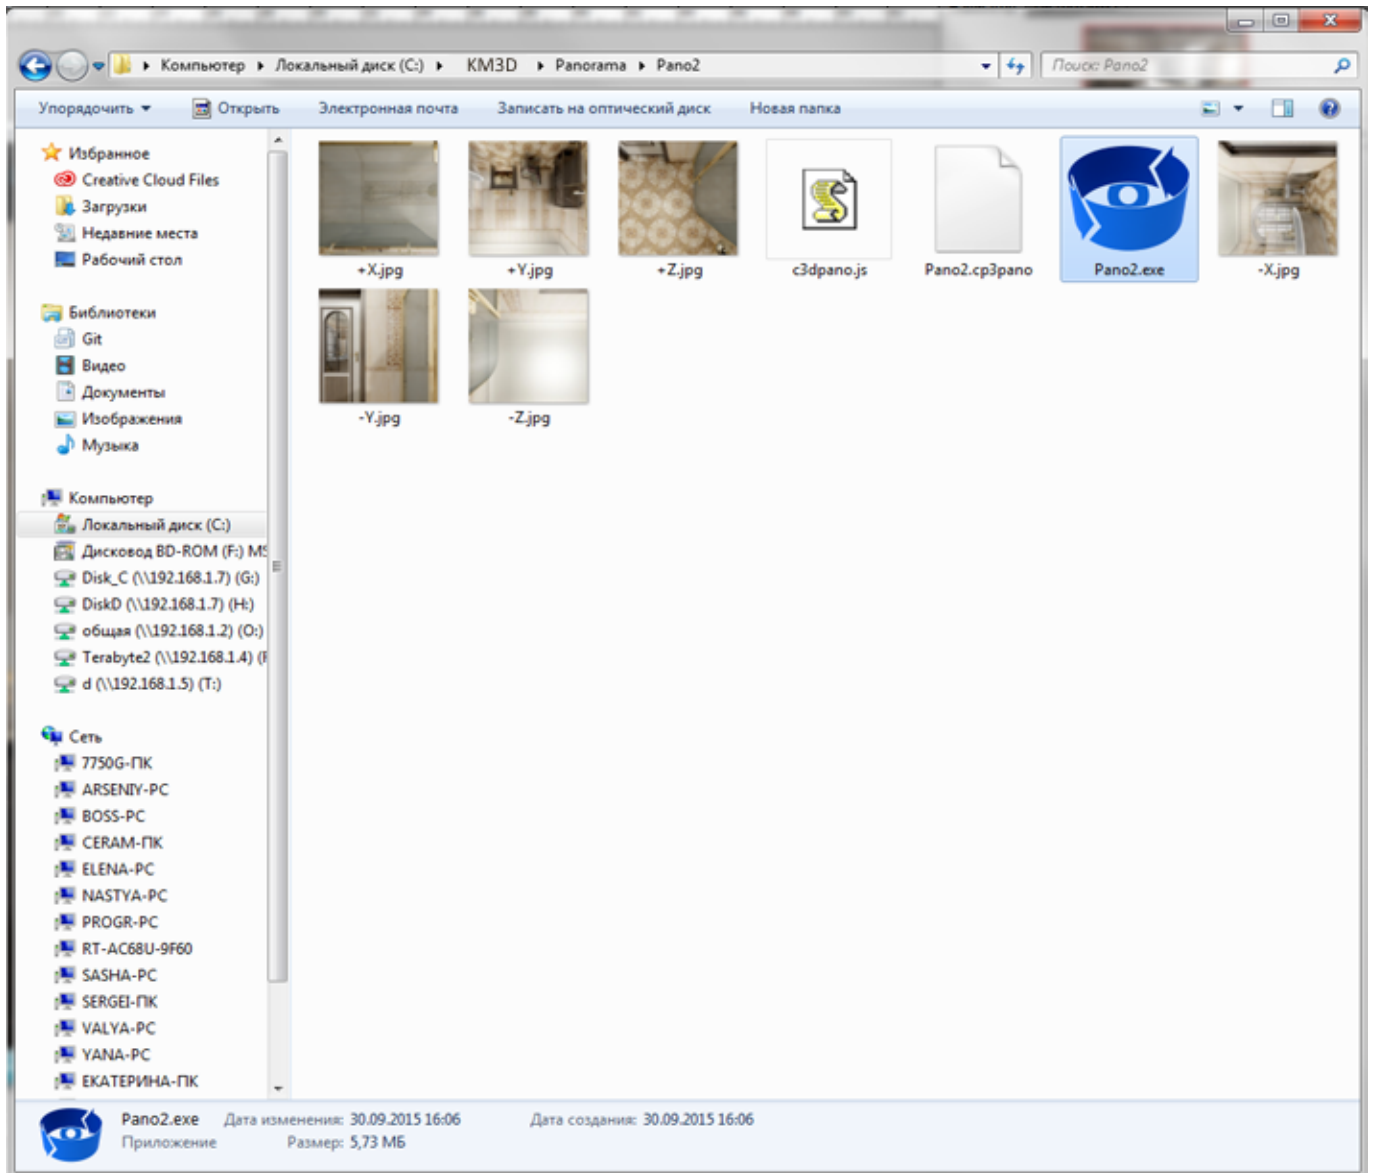 Компьютер ▸ Локальный диск (C:) ▸ KM3D ▸ Panorama ▸ Pano2
Поиск: Pano2
Упорядочить Открыть Электронная почта Записать на оптический диск Новая папка
Избранное
Creative Cloud Files
Загрузки
Недавние места
Рабочий стол
Библиотеки
Git
Видео
Документы
Изображения
Музыка
Компьютер
Локальный диск (C:)
Дисковод BD-ROM (F:) MS
Disk_C (\\192.168.1.7) (G:)
DiskD (\\192.168.1.7) (H:)
общая (\\192.168.1.2) (O:)
Terabyte2 (\\192.168.1.4) (
d (\\192.168.1.5) (T:)
Сеть
7750G-ПК
ARSENIY-PC
BOSS-PC
CERAM-ПК
ELENA-PC
NASTYA-PC
PROGR-PC
RT-AC68U-9F60
SASHA-PC
SERGEI-ПК
VALYA-PC
YANA-PC
ЕКАТЕРИНА-ПК
+X.jpg +Y.jpg +Z.jpg c3dpano.js Pano2.cp3pano Pano2.exe -X.jpg
-Y.jpg -Z.jpg
Pano2.exe Дата изменения: 30.09.2015 16:06 Дата создания: 30.09.2015 16:06
Приложение Размер: 5,73 МБ